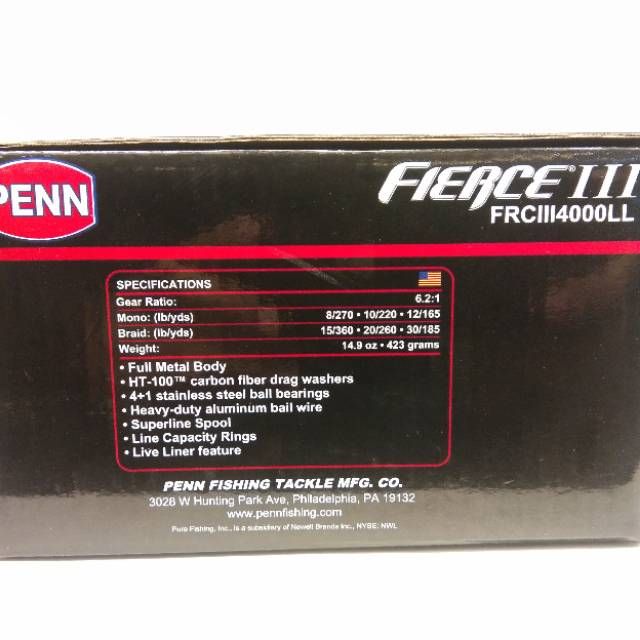 PENN
FIERCE® III
FRCIII4000LL
SPECIFICATIONS
Gear Ratio: 6.2:1
Mono: (lb/yds) 8/270 • 10/220 • 12/165
Braid: (lb/yds) 15/360 • 20/260 • 30/185
Weight: 14.9 oz • 423 grams
• Full Metal Body
• HT-100™ carbon fiber drag washers
• 4+1 stainless steel ball bearings
• Heavy-duty aluminum bail wire
• Superline Spool
• Line Capacity Rings
• Live Liner feature
PENN FISHING TACKLE MFG. CO.
3028 W Hunting Park Ave, Philadelphia, PA 19132
www.pennfishing.com
Pure Fishing, Inc., is a subsidiary of Newell Brands Inc., NYSE: NWL